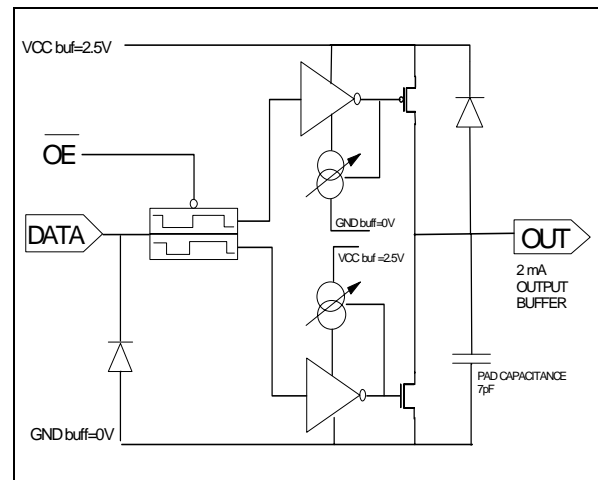 VCC buf=2.5V
OE
DATA
GND buff=0V
VCC buf =2.5V
OUT
2 mA
OUTPUT
BUFFER
PAD CAPACITANCE
7pF
GND buff=0V